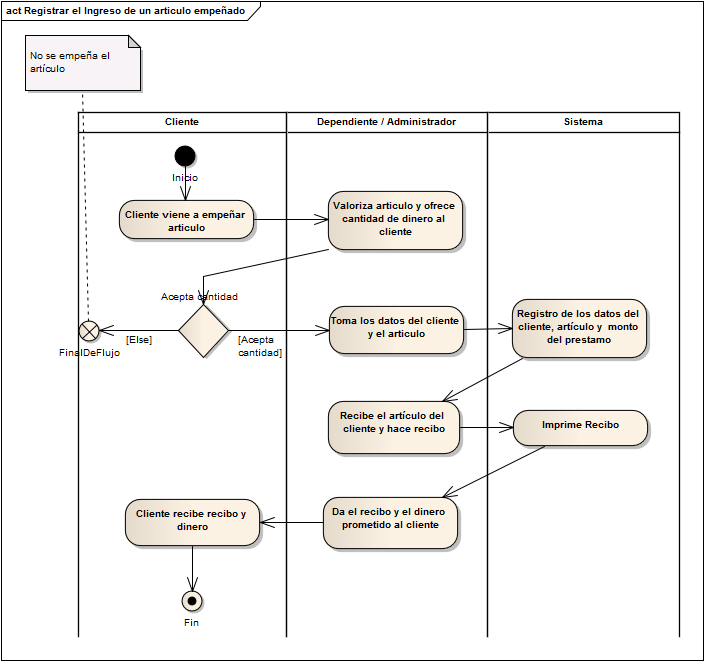 act Registrar el Ingreso de un articulo empeñado
No se empeña el
artículo
Cliente
Dependiente / Administrador
Sistema
Inicio
Cliente viene a empeñar
articulo
Valoriza articulo y ofrece
cantidad de dinero al
cliente
Acepta cantidad
FinalDeFlujo
[Else]
[Acepta
cantidad]
Toma los datos del cliente
y el articulo
Registro de los datos del
cliente, artículo y monto
del prestamo
Recibe el artículo del
cliente y hace recibo
Imprime Recibo
Da el recibo y el dinero
prometido al cliente
Cliente recibe recibo y
dinero
Fin